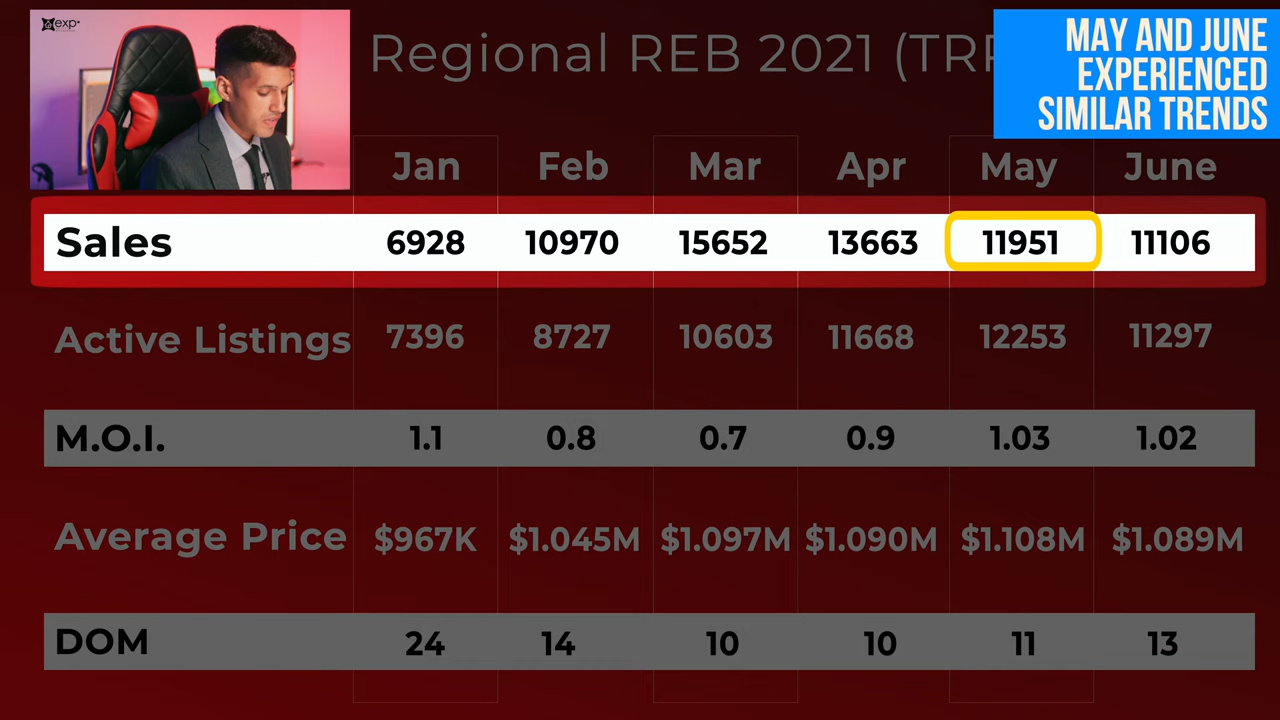 exp
Regional REB 2021
MAY AND JUNE
EXPERIENCED
SIMILAR TRENDS
Jan Feb Mar Apr May June
Sales 6928 10970 15652 13663 11951 11106
Active Listings 7396 8727 10603 11668 12253 11297
M.O.I. 1.1 0.8 0.7 0.9 1.03 1.02
Average Price $967K $1.045M $1.097M $1.090M $1.108M $1.089M
DOM 24 14 10 10 11 13